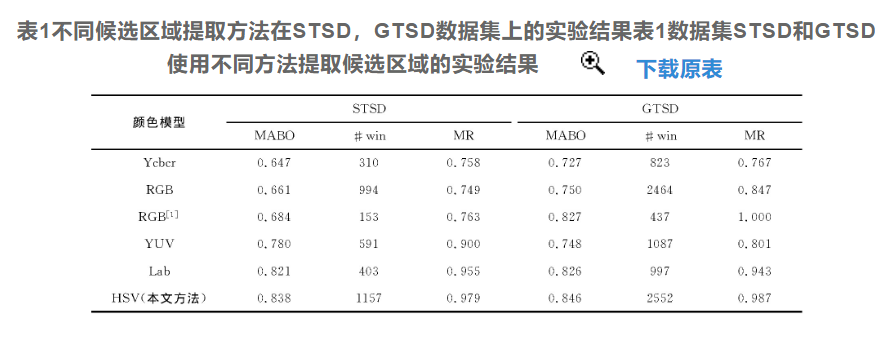 表1不同候选区域提取方法在STSD，GTSD数据集上的实验结果表1数据集STSD和GTSD
使用不同方法提取候选区域的实验结果 下载原表
颜色模型 STSD GTSD
MABO #win MR MABO #win MR
Ycber 0.647 310 0.758 0.727 823 0.767
RGB 0.661 994 0.749 0.750 2464 0.847
RGB[1] 0.684 153 0.763 0.827 437 1.000
YUV 0.780 591 0.900 0.748 1087 0.801
Lab 0.821 403 0.955 0.826 997 0.943
HSV(本文方法) 0.838 1157 0.979 0.846 2552 0.987